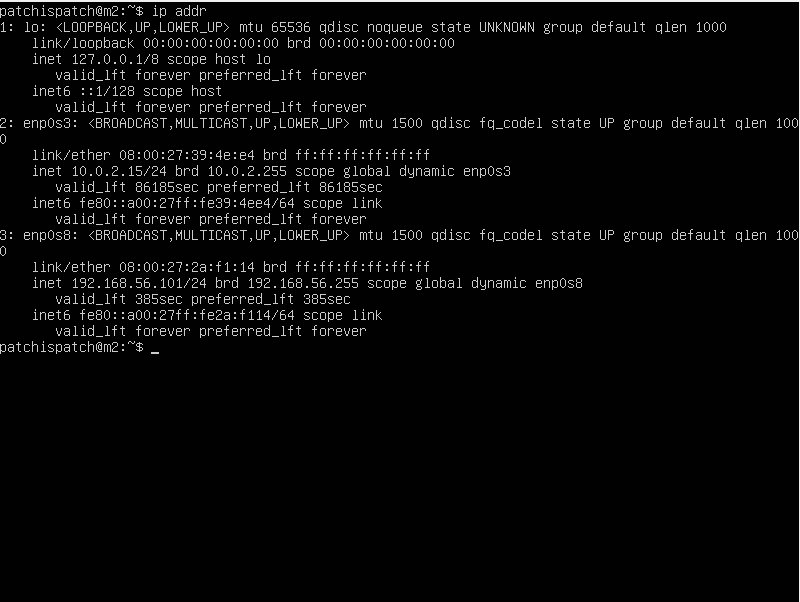 patchispatch@m2:~$ ip addr
1: lo: <LOOPBACK,UP,LOWER_UP> mtu 65536 qdisc noqueue state UNKNOWN group default qlen 1000
    link/loopback 00:00:00:00:00:00 brd 00:00:00:00:00:00
    inet 127.0.0.1/8 scope host lo
       valid_lft forever preferred_lft forever
    inet6 ::1/128 scope host
       valid_lft forever preferred_lft forever
2: enp0s3: <BROADCAST,MULTICAST,UP,LOWER_UP> mtu 1500 qdisc fq_codel state UP group default qlen 100
0
    link/ether 08:00:27:39:4e:e4 brd ff:ff:ff:ff:ff:ff
    inet 10.0.2.15/24 brd 10.0.2.255 scope global dynamic enp0s3
       valid_lft 86185sec preferred_lft 86185sec
    inet6 fe80::a00:27ff:fe39:4ee4/64 scope link
       valid_lft forever preferred_lft forever
3: enp0s8: <BROADCAST,MULTICAST,UP,LOWER_UP> mtu 1500 qdisc fq_codel state UP group default qlen 100
0
    link/ether 08:00:27:2a:f1:14 brd ff:ff:ff:ff:ff:ff
    inet 192.168.56.101/24 brd 192.168.56.255 scope global dynamic enp0s8
       valid_lft 385sec preferred_lft 385sec
    inet6 fe80::a00:27ff:fe2a:f114/64 scope link
       valid_lft forever preferred_lft forever
patchispatch@m2:~$ _